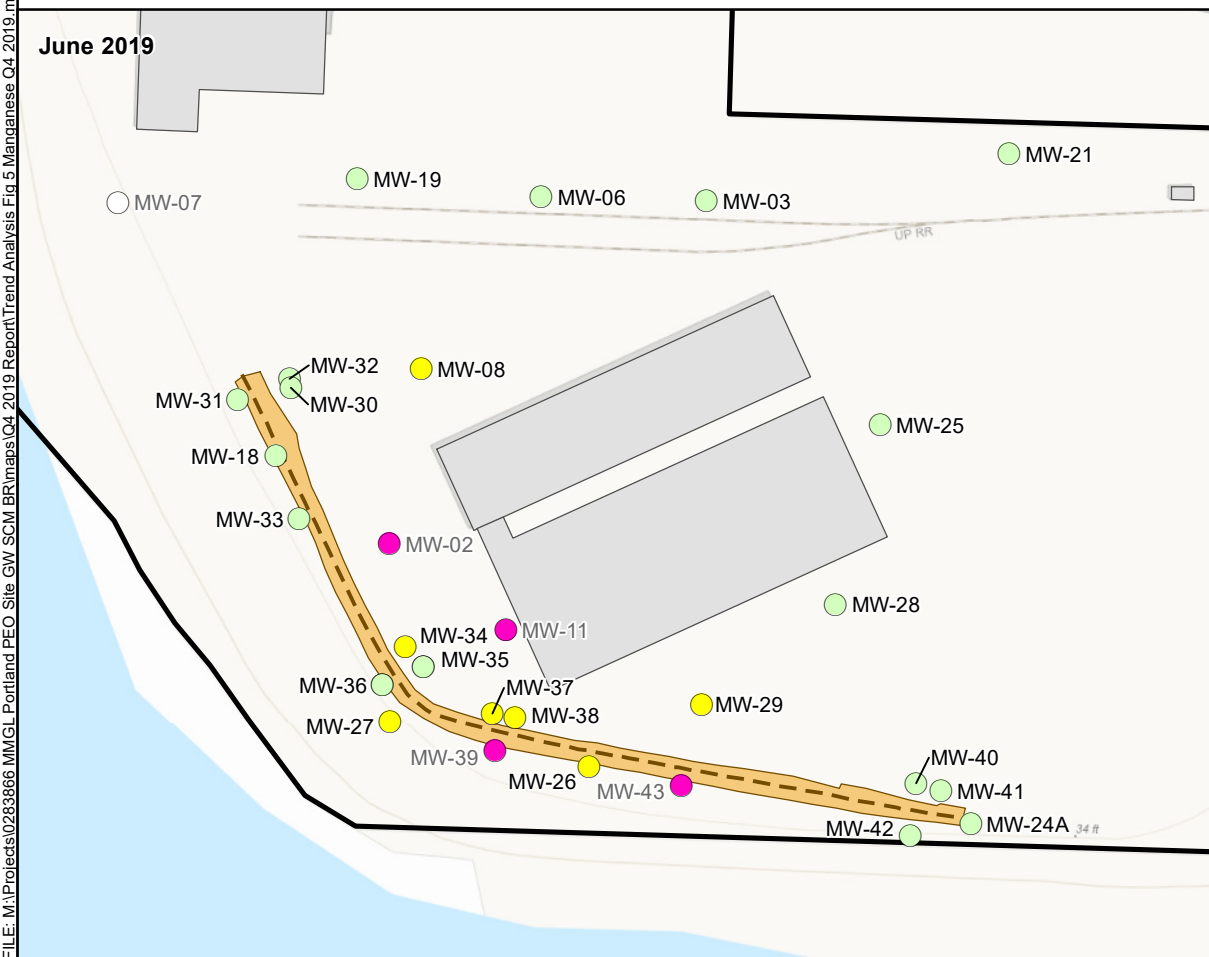 June 2019
MW-21
MW-19
MW-06
MW-03
MW-07
UP RR
MW-32
MW-08
MW-31
MW-30
MW-25
MW-18
MW-33
MW-02
MW-28
MW-11
MW-34
MW-35
MW-36
MW-37
MW-29
MW-38
MW-27
MW-39
MW-40
MW-26
MW-43
MW-41
MW-42
MW-24A
34 ft
FILE: M:\Projects\0283866 MMGL Portland PEO Site GW SCM BR\maps\Q4 2019 Report\Trend Analysis Fig 5 Manganese Q4 2019.m